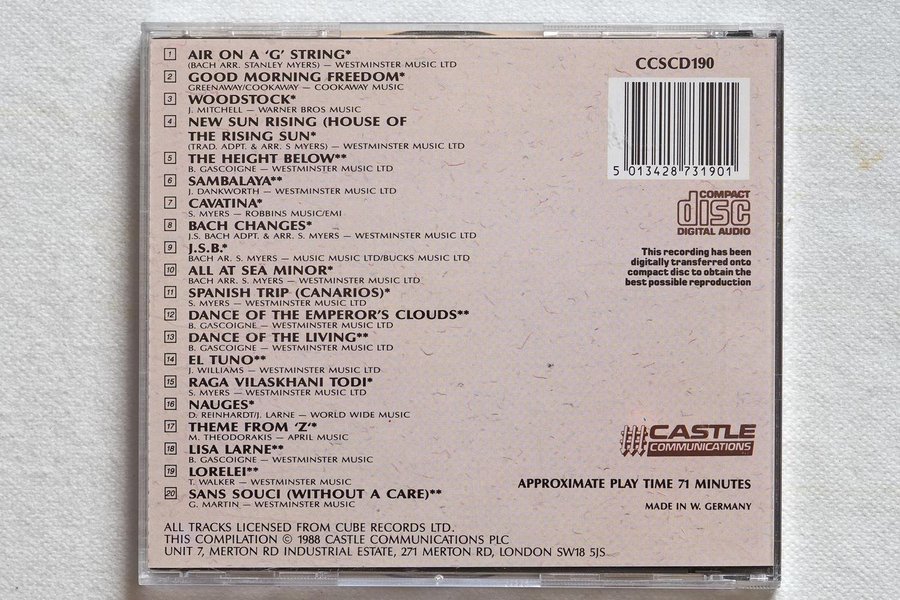 1 AIR ON A ‘G’ STRING*
(BACH ARR. STANLEY MYERS) — WESTMINSTER MUSIC LTD
2 GOOD MORNING FREEDOM*
GREENAWAY/COOKAWAY — COOKAWAY MUSIC
3 WOODSTOCK*
J. MITCHELL — WARNER BROS MUSIC
4 NEW SUN RISING (HOUSE OF
THE RISING SUN*
(TRAD. ADPT. & ARR. S MYERS) — WESTMINSTER MUSIC LTD
5 THE HEIGHT BELOW**
B. GASCOIGNE — WESTMINSTER MUSIC LTD
6 SAMBALAYA**
J. DANKWORTH — WESTMINSTER MUSIC LTD
7 CAVATINA*
S. MYERS — ROBBINS MUSIC/EMI
8 BACH CHANGES*
J.S. BACH ADPT. & ARR. S. MYERS — WESTMINSTER MUSIC LTD
9 J.S.B.*
BACH AR. S. MYERS — MUSIC MUSIC LTD/BUCKS MUSIC LTD
10 ALL AT SEA MINOR*
BACH ARR. S. MYERS — WESTMINSTER MUSIC LTD
11 SPANISH TRIP (CANARIOS)*
S. MYERS — WESTMINSTER MUSIC LTD
12 DANCE OF THE EMPEROR’S CLOUDS**
B. GASCOIGNE — WESTMINSTER MUSIC LTD
13 DANCE OF THE LIVING**
B. GASCOIGNE — WESTMINSTER MUSIC LTD
14 EL TUNO**
J. WILLIAMS — WESTMINSTER MUSIC LTD
15 RAGA VILASKHANI TODI*
S. MYERS — WESTMINSTER MUSIC LTD
16 NAUGES*
D. REINHARDT/J. LARNE — WORLD WIDE MUSIC
17 THEME FROM ‘Z’*
M. THEODORAKIS — APRIL MUSIC
18 LISA LARNE**
B. GASCOIGNE — WESTMINSTER MUSIC
19 LORELEI**
T. WALKER — WESTMINSTER MUSIC
20 SANS SOUCI (WITHOUT A CARE)**
G. MARTIN — WESTMINSTER MUSIC
ALL TRACKS LICENSED FROM CUBE RECORDS LTD.
THIS COMPILATION © 1988 CASTLE COMMUNICATIONS PLC
UNIT 7, MERTON RD INDUSTRIAL ESTATE, 271 MERTON RD, LONDON SW18 5JS
CCSCD190
5 013428 731901
COMPACT
disc
DIGITAL AUDIO
This recording has been
digitally transferred onto
compact disc to obtain the
best possible reproduction
CASTLE
COMMUNICATIONS
APPROXIMATE PLAY TIME 71 MINUTES
MADE IN W. GERMANY